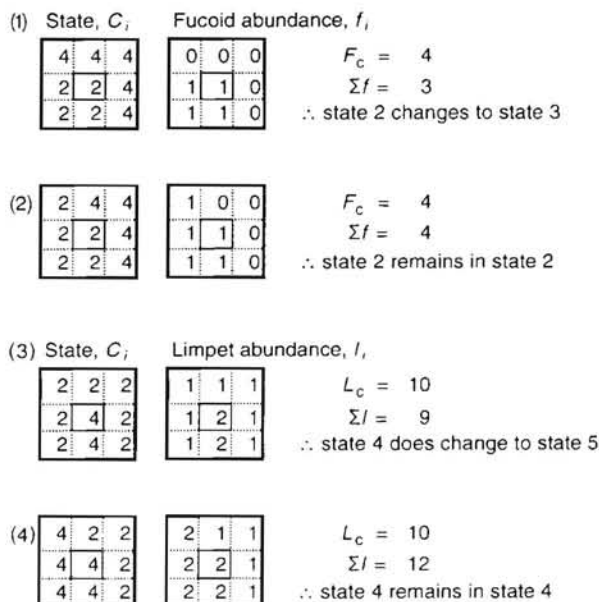 (1) State, Cᵢ Fucoid abundance, fᵢ
4 4 4 0 0 0 F_c = 4
2 2 4 1 1 0 Σf = 3
2 2 4 1 1 0 ∴ state 2 changes to state 3
(2) 2 4 4 1 0 0 F_c = 4
2 2 4 1 1 0 Σf = 4
2 2 4 1 1 0 ∴ state 2 remains in state 2
(3) State, Cᵢ Limpet abundance, lᵢ
2 2 2 1 1 1 L_c = 10
2 4 2 1 2 1 Σl = 9
2 4 2 1 2 1 ∴ state 4 does change to state 5
(4) 4 2 2 2 1 1 L_c = 10
4 4 2 2 2 1 Σl = 12
4 4 2 2 2 1 ∴ state 4 remains in state 4